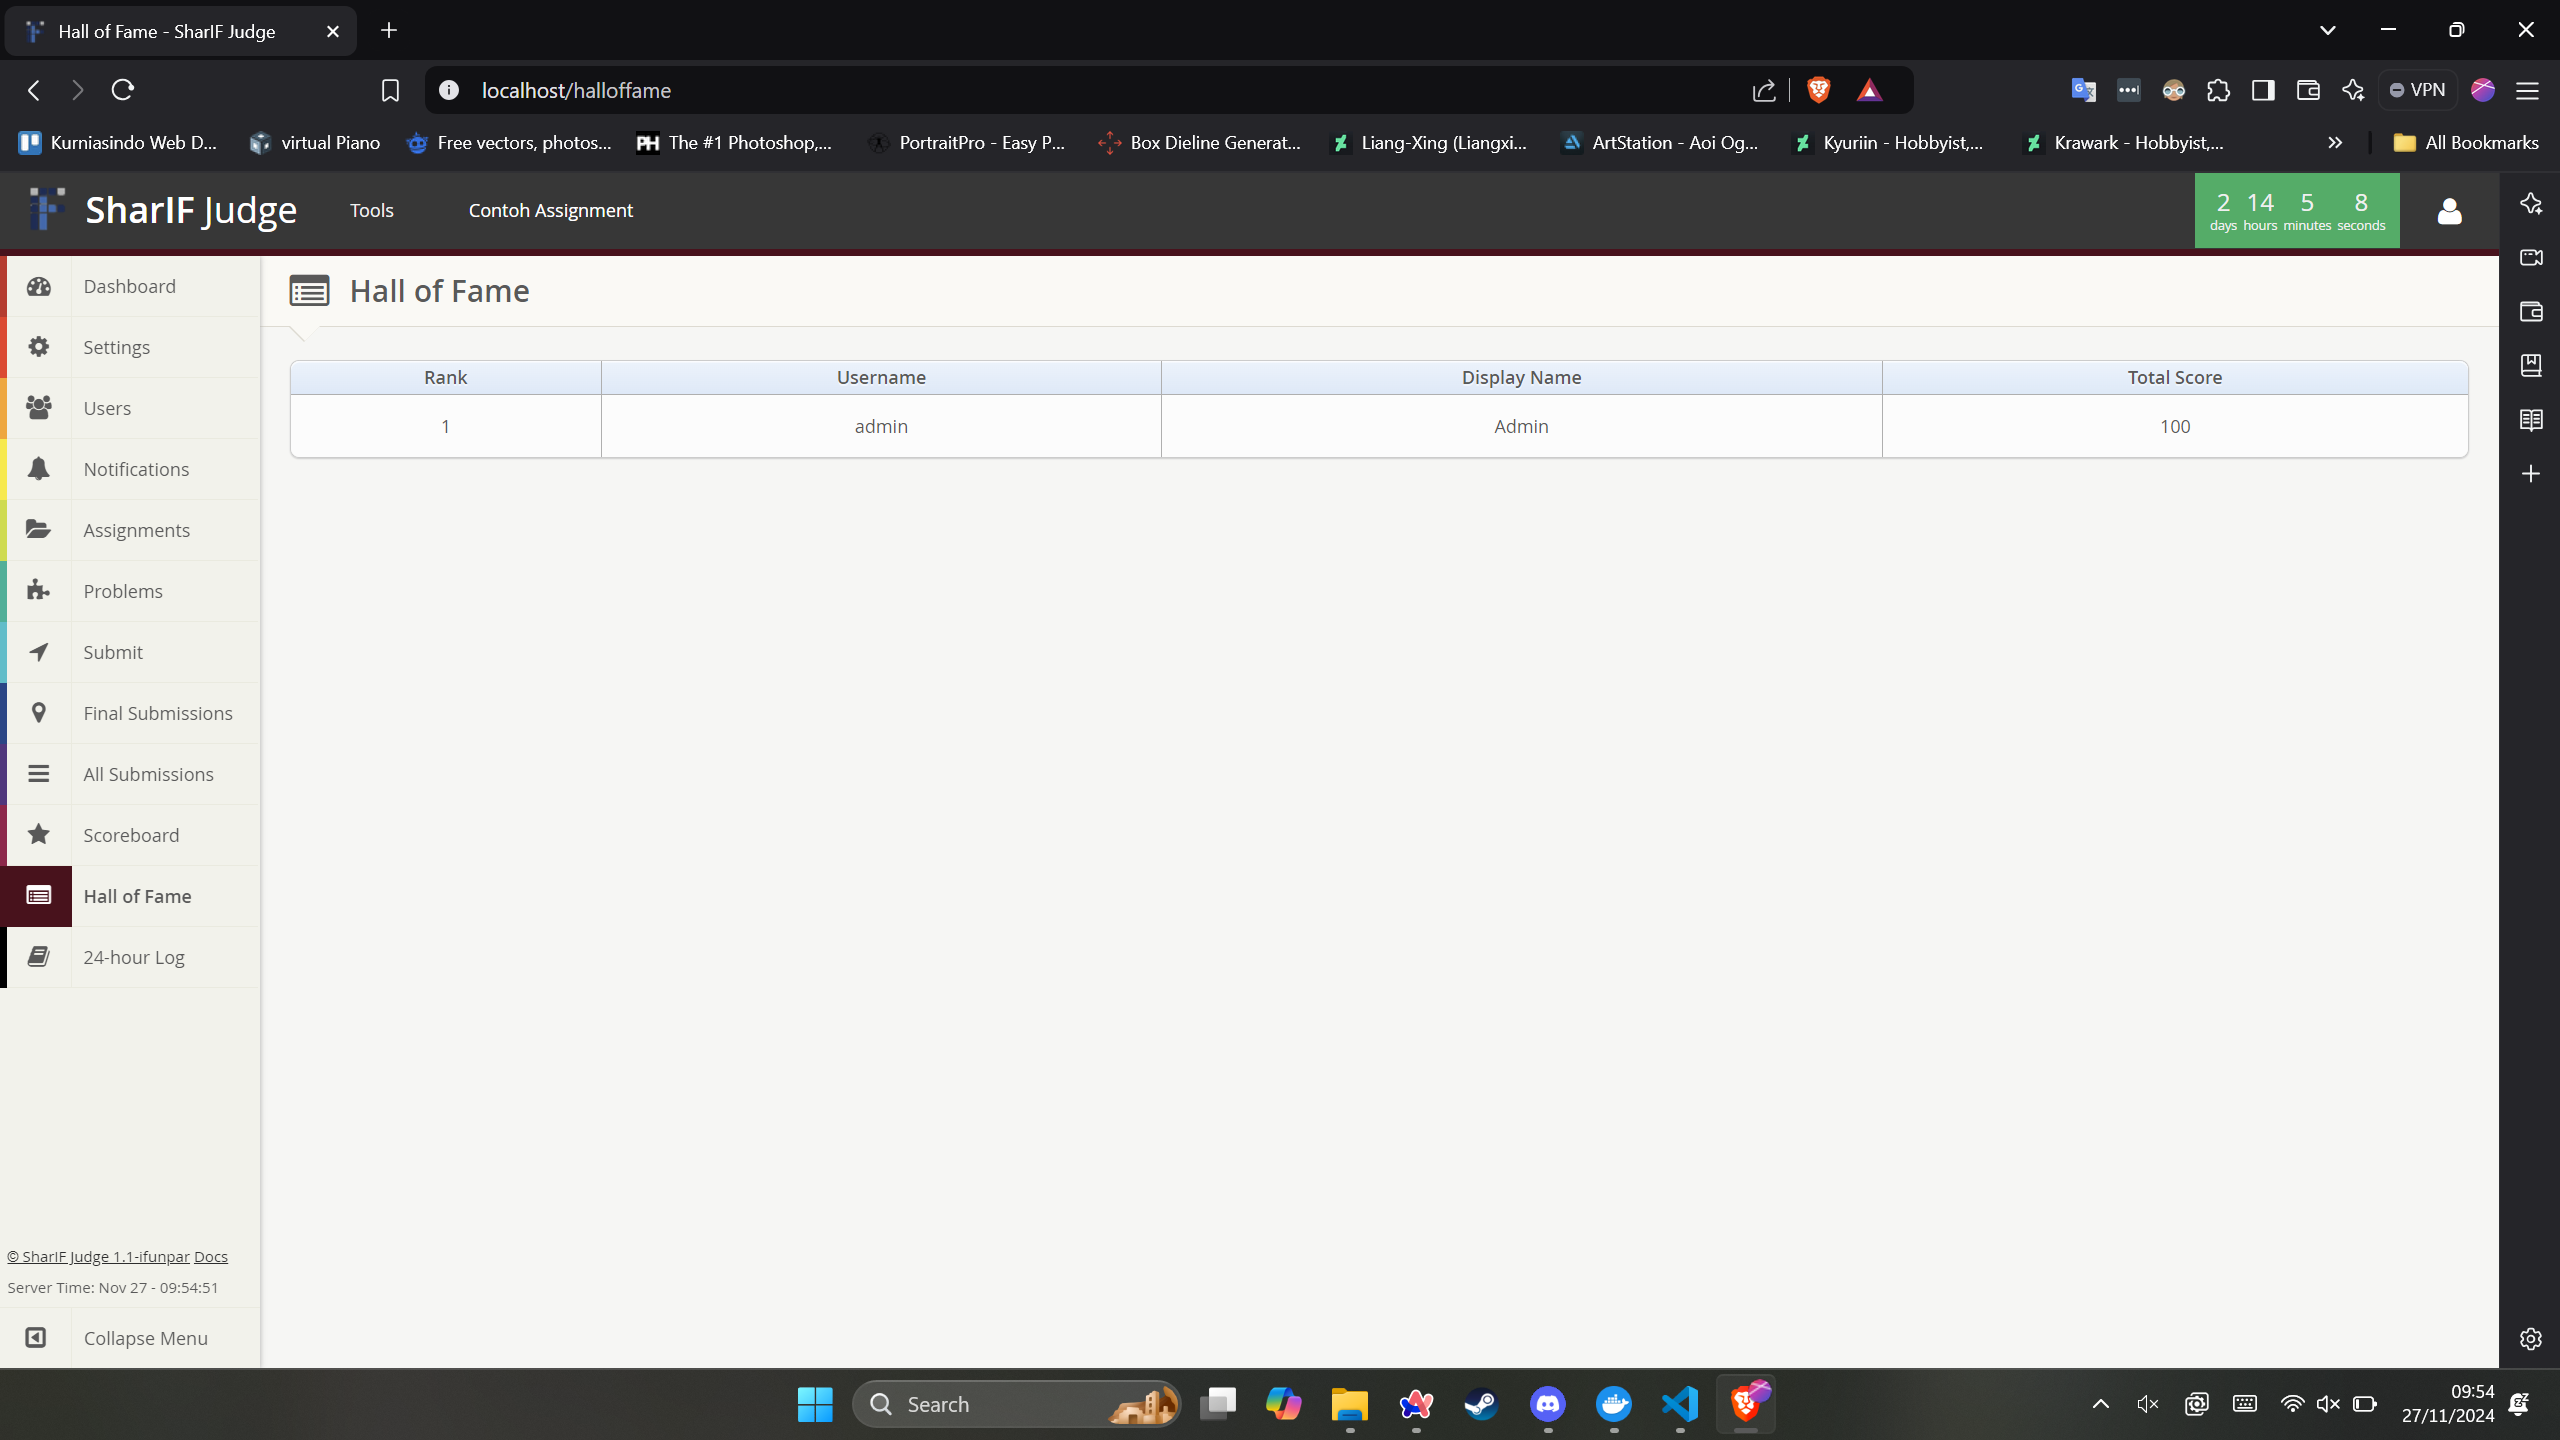 Hall of Fame - SharIF Judge
localhost/halloffame
VPN
Kurniasindo Web D...
virtual Piano
Free vectors, photos...
PH The #1 Photoshop,...
PortraitPro - Easy P...
Box Dieline Generat...
Liang-Xing (Liangxi...
ArtStation - Aoi Og...
Kyuriin - Hobbyist,...
Krawark - Hobbyist,...
All Bookmarks
SharIF Judge
Tools
Contoh Assignment
2 14 5 8
days hours minutes seconds
Dashboard
Settings
Users
Notifications
Assignments
Problems
Submit
Final Submissions
All Submissions
Scoreboard
Hall of Fame
24-hour Log
Hall of Fame
Rank Username Display Name Total Score
1 admin Admin 100
© SharIF Judge 1.1-ifunpar Docs
Server Time: Nov 27 - 09:54:51
Collapse Menu
Search
09:54
27/11/2024